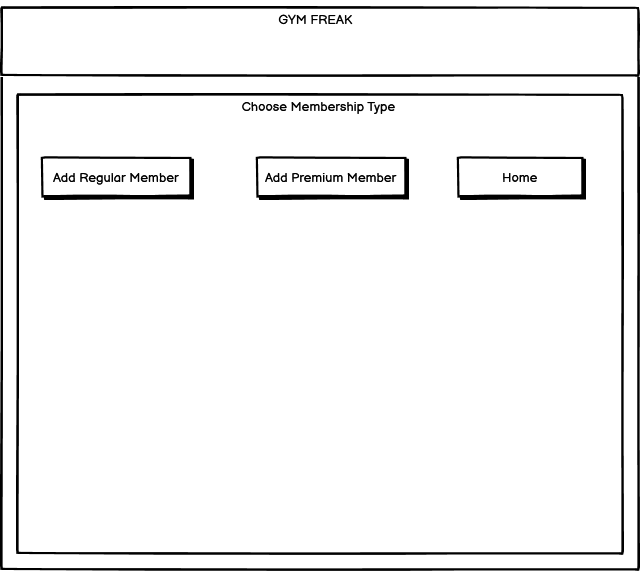 GYM FREAK
Choose Membership Type
Add Regular Member
Add Premium Member
Home